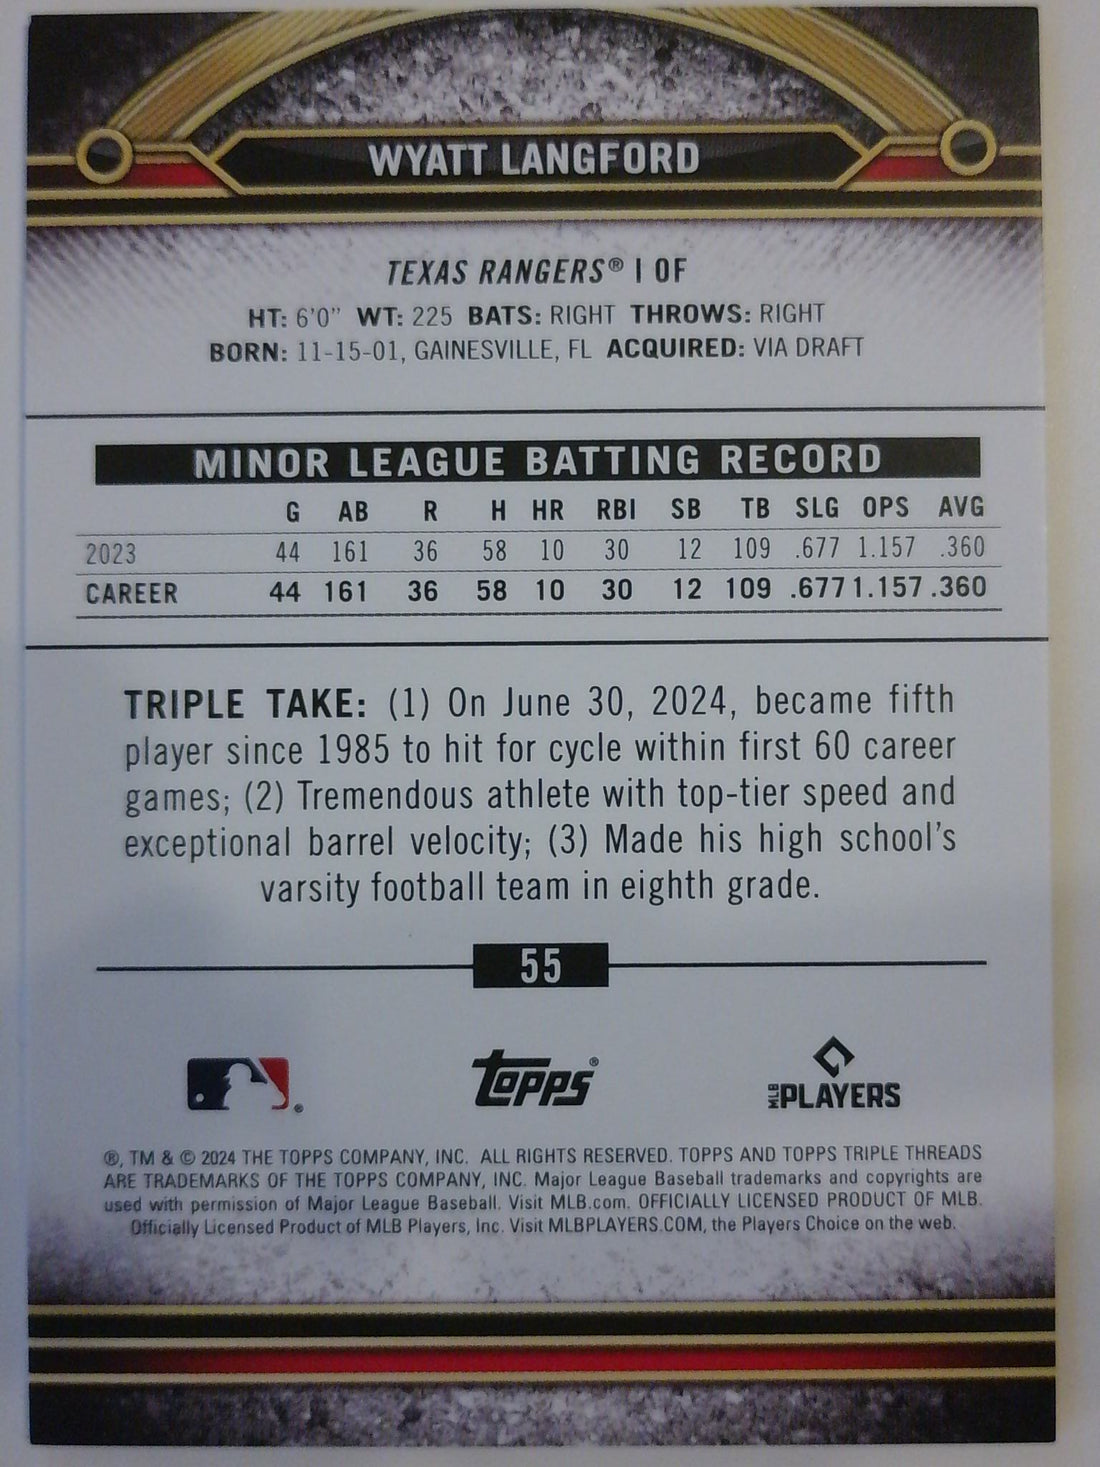 WYATT LANGFORD
TEXAS RANGERS® | OF
HT: 6'0" WT: 225 BATS: RIGHT THROWS: RIGHT
BORN: 11-15-01, GAINESVILLE, FL ACQUIRED: VIA DRAFT
MINOR LEAGUE BATTING RECORD
G AB R H HR RBI SB TB SLG OPS AVG
2023 44 161 36 58 10 30 12 109 .677 1.157 .360
CAREER 44 161 36 58 10 30 12 109 .677 1.157 .360
TRIPLE TAKE: (1) On June 30, 2024, became fifth
player since 1985 to hit for cycle within first 60 career
games; (2) Tremendous athlete with top-tier speed and
exceptional barrel velocity; (3) Made his high school's
varsity football team in eighth grade.
55
Topps®
MLB PLAYERS
®, TM & © 2024 THE TOPPS COMPANY, INC. ALL RIGHTS RESERVED. TOPPS AND TOPPS TRIPLE THREADS
ARE TRADEMARKS OF THE TOPPS COMPANY, INC. Major League Baseball trademarks and copyrights are
used with permission of Major League Baseball. Visit MLB.com. OFFICIALLY LICENSED PRODUCT OF MLB.
Officially Licensed Product of MLB Players, Inc. Visit MLBPLAYERS.COM, the Players Choice on the web.